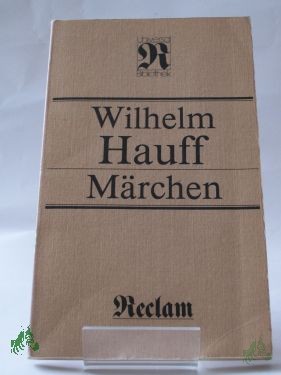 Universal
R
Bibliothek
Wilhelm
Hauff
Märchen
Reclam